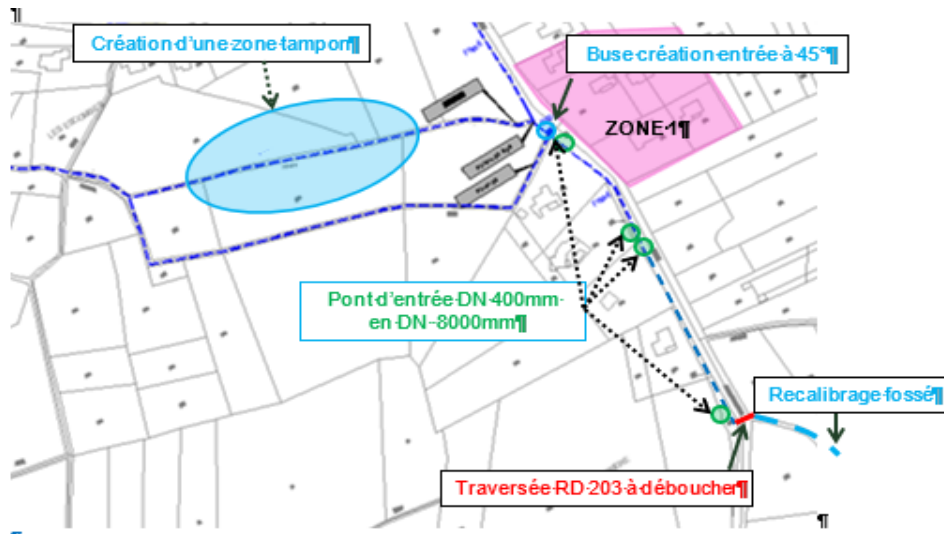 ¶
Création·d'une·zone·tampon¶
Buse·création·entrée·à·45°¶
ZONE·1¶
Pont·d'entrée·DN·400mm·
en·DN·-8000mm¶
Recalibrage·fossé¶
Traversée·RD·203·à·déboucher¶
¶
¶